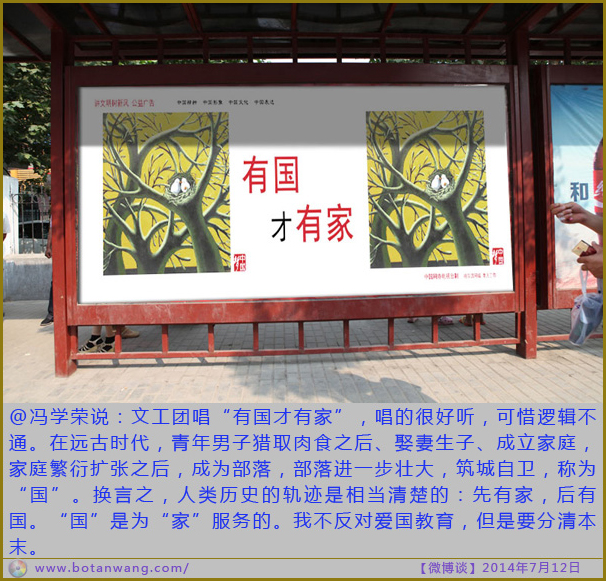 讲文明树新风 公益广告
中国精神 中国形象 中国文化 中国表达
有国
才有家
中国
中国网络电视台制
和
@冯学荣说：文工团唱“有国才有家”，唱的很好听，可惜逻辑不
通。在远古时代，青年男子猎取肉食之后、娶妻生子、成立家庭，
家庭繁衍扩张之后，成为部落，部落进一步壮大，筑城自卫，称为
“国”。换言之，人类历史的轨迹是相当清楚的：先有家，后有
国。“国”是为“家”服务的。我不反对爱国教育，但是要分清本
末。
www.botanwang.com/
【微博谈】2014年7月12日